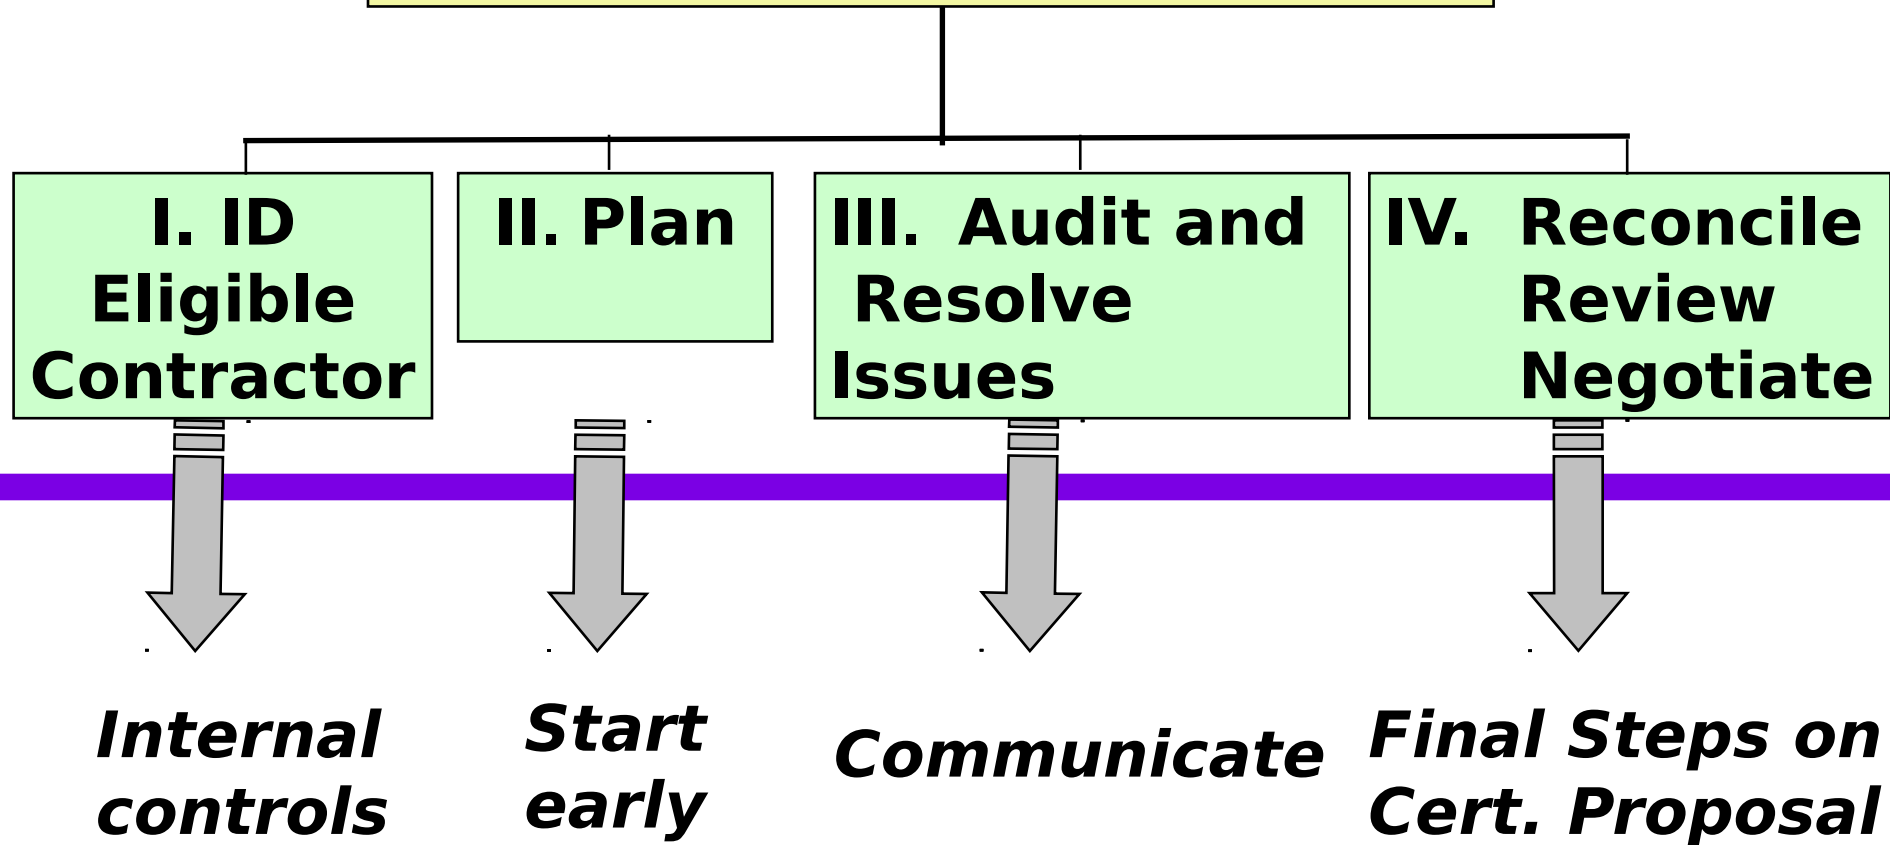 I. ID
Eligible
Contractor
II. Plan
III. Audit and
Resolve
Issues
IV. Reconcile
Review
Negotiate
Internal
controls
Start
early
Communicate
Final Steps on
Cert. Proposal